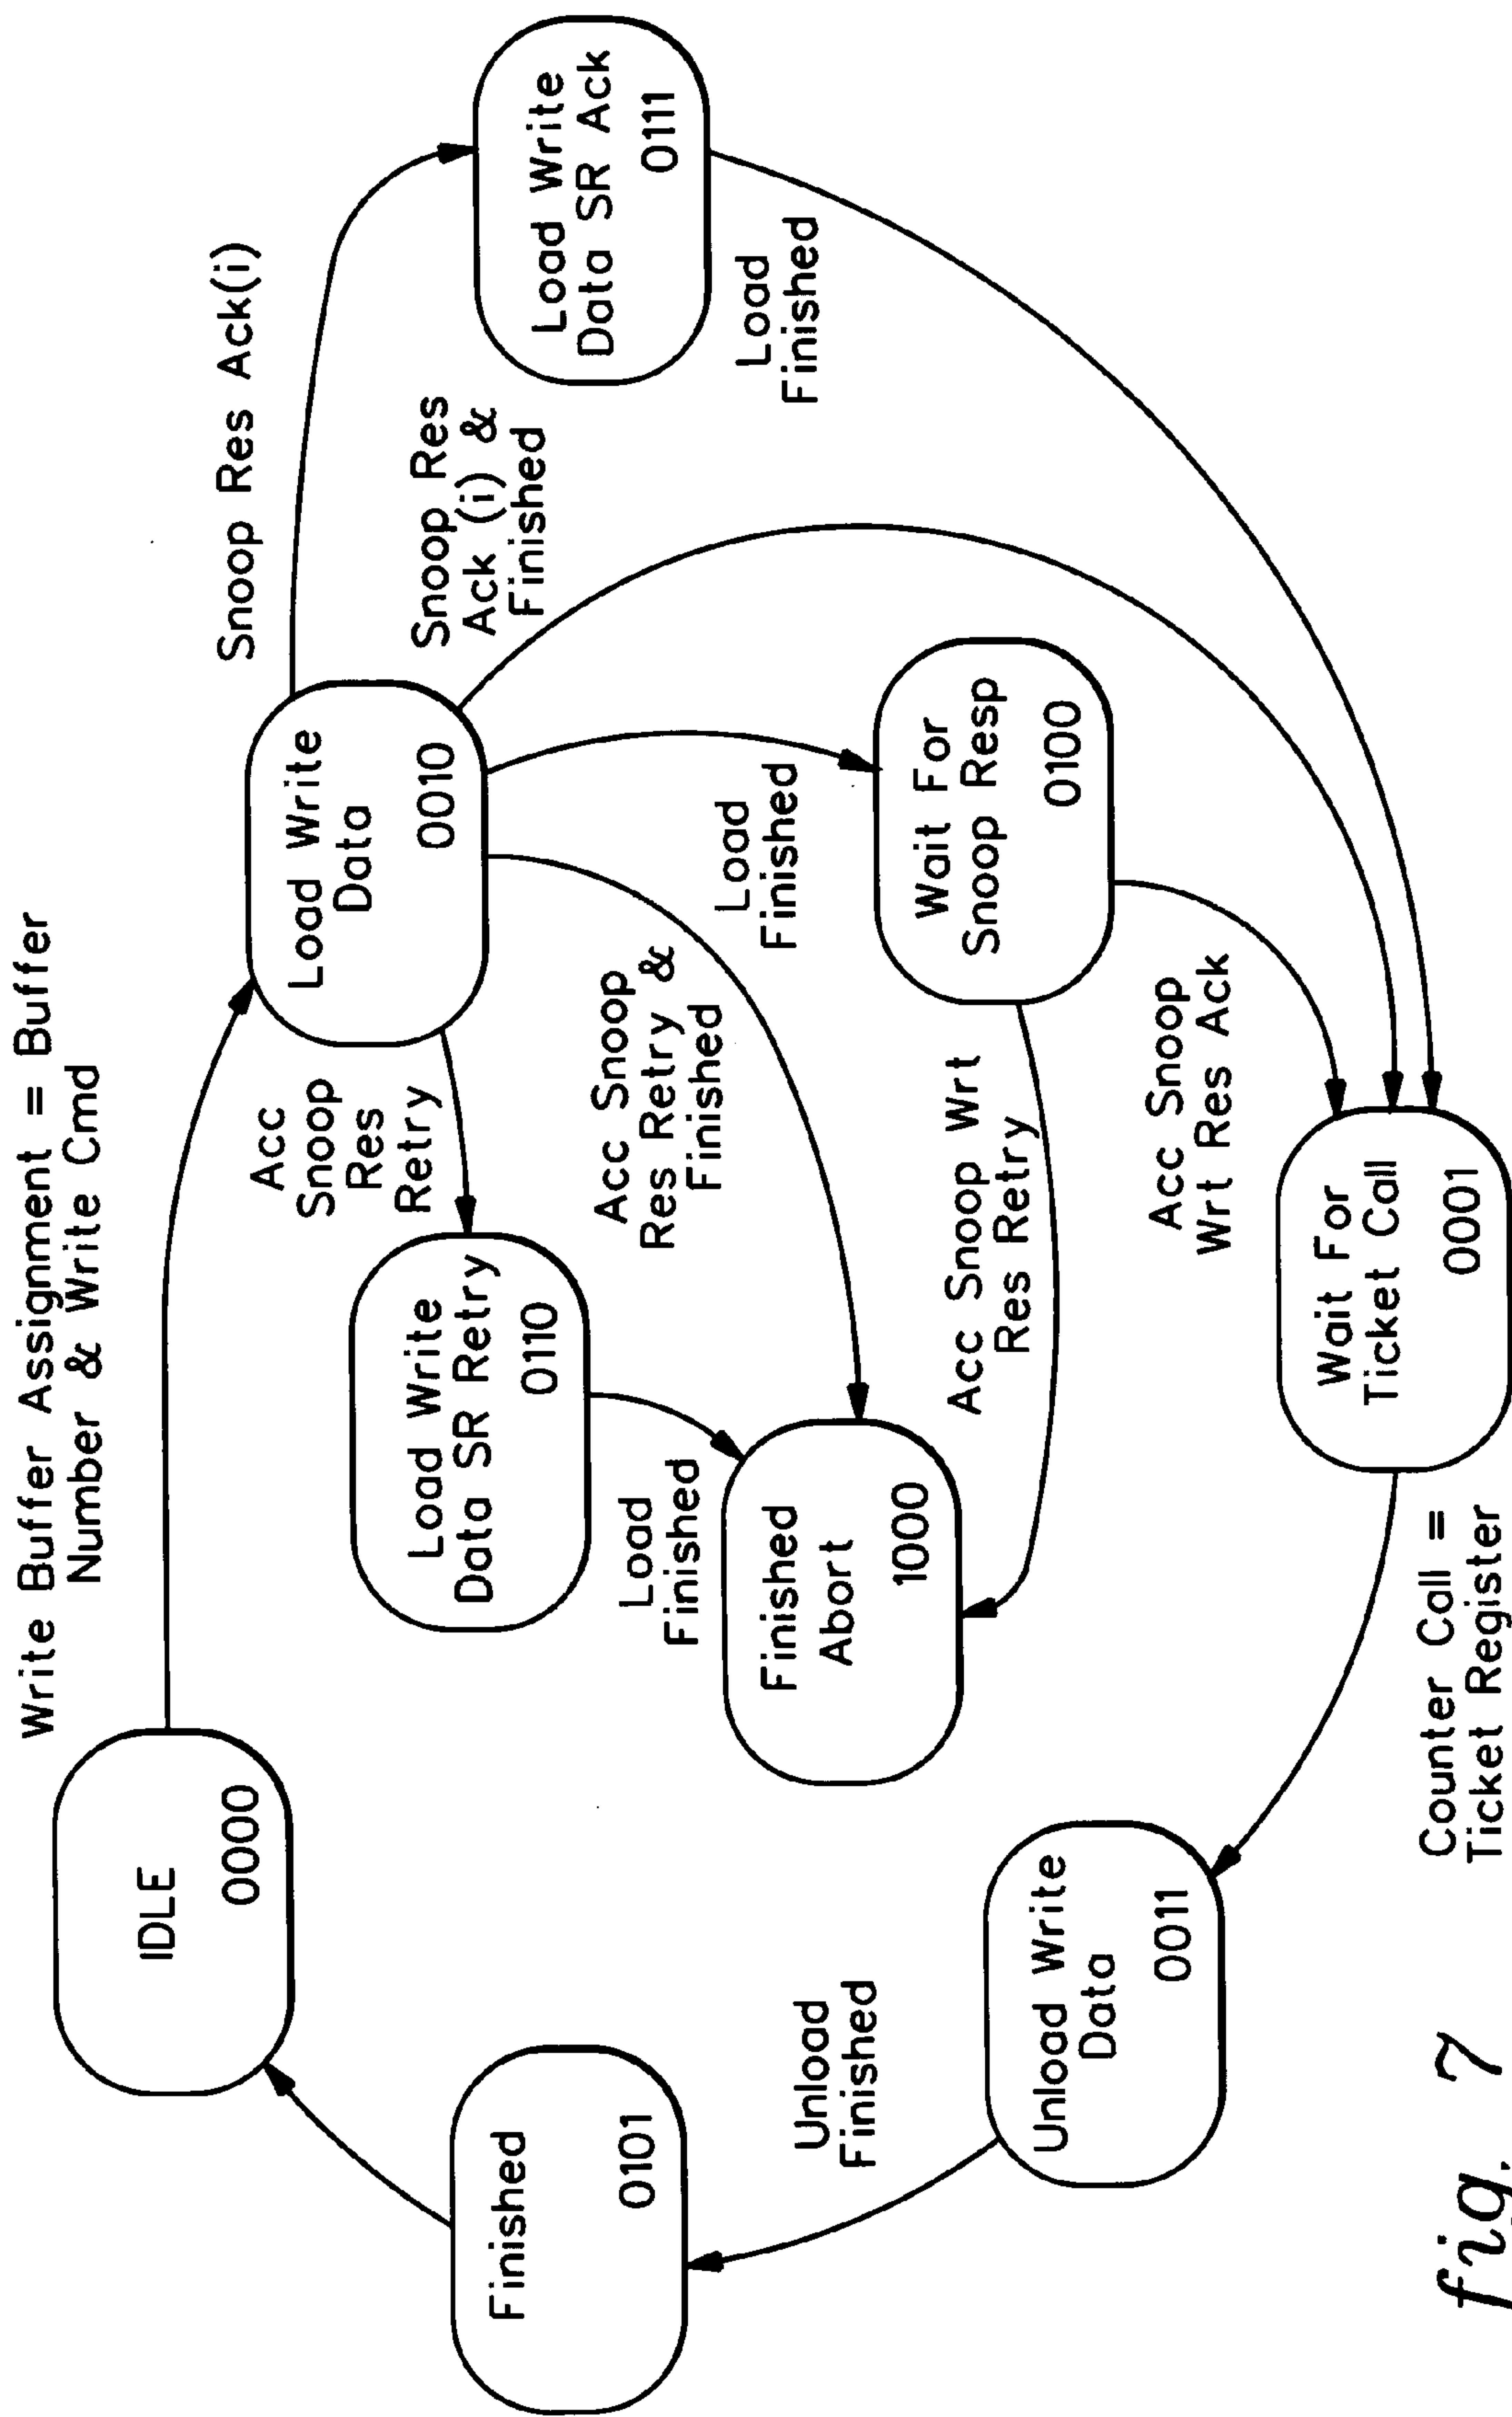 Write Buffer Assignment = Buffer
Number & Write Cmd
IDLE
0000
Load Write
Data
0010
Snoop Res Ack(i)
Snoop Res
Ack (i) &
Finished
Load Write
Data SR Ack
0111
Load
Finished
Acc
Snoop
Res
Retry
Load Write
Data SR Retry
0110
Acc Snoop
Res Retry &
Finished
Load
Finished
Wait For
Snoop Resp
0100
Load
Finished
Finished
Abort
1000
Acc Snoop Wrt
Res Retry
Acc Snoop
Wrt Res Ack
Finished
0101
Unload
Finished
Unload Write
Data
0011
Wait For
Ticket Call
0001
Counter Call =
Ticket Register
fig. 7